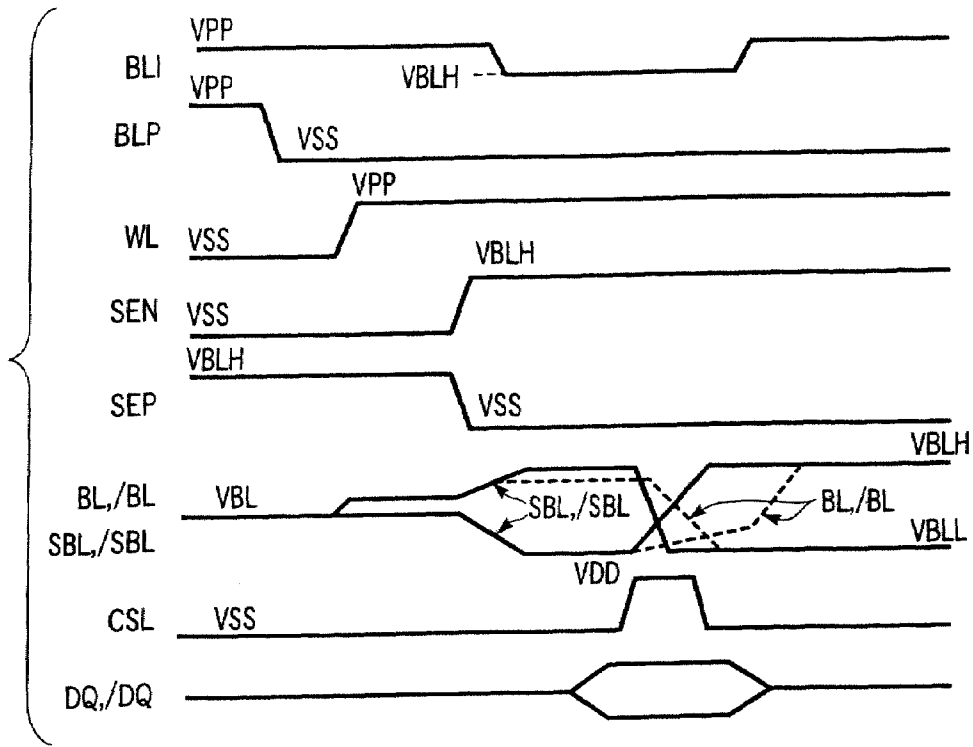 VPP
BLI
VBLH
VPP
BLP
VSS
VPP
WL
VSS
VBLH
SEN
VSS
VBLH
SEP
VSS
VBLH
BL,/BL
VBL
SBL,/SBL
BL,/BL
SBL,/SBL
VBLL
VDD
CSL
VSS
DQ,/DQ